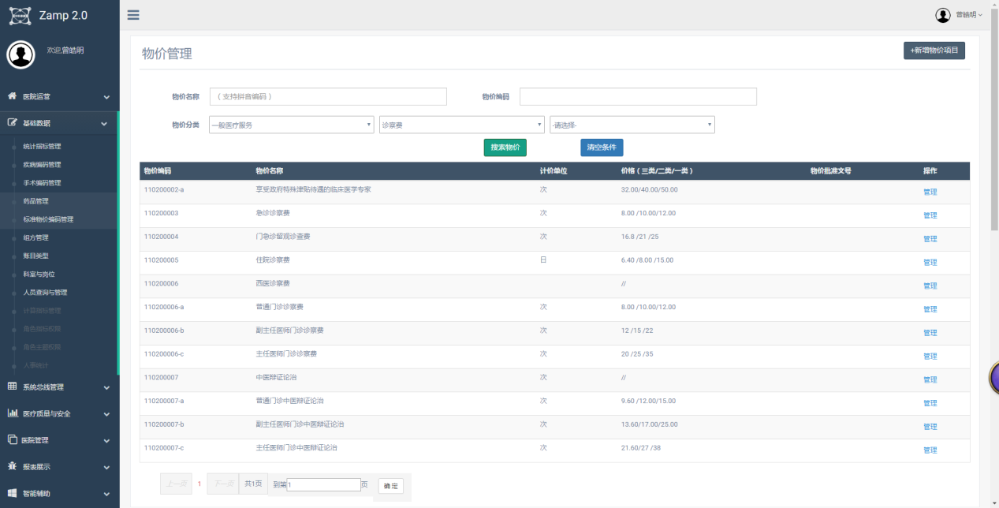 Zamp 2.0
曾皓明
欢迎,曾皓明
医院运营
基础数据
统计指标管理
疾病编码管理
手术编码管理
药品管理
标准物价编码管理
组方管理
账目类型
科室与岗位
人员查询与管理
计算指标管理
角色指标权限
角色主题权限
人事统计
系统总线管理
医疗质量与安全
医院管理
报表展示
智能辅助
物价管理
+新增物价项目
物价名称 （支持拼音编码） 物价编码
物价分类 一般医疗服务 诊察费 -请选择-
搜索物价 清空条件
物价编码 物价名称 计价单位 价格（三类/二类/一类） 物价批准文号 操作
110200002-a 享受政府特殊津贴待遇的临床医学专家 次 32.00/40.00/50.00 管理
110200003 急诊诊察费 次 8.00 /10.00/12.00 管理
110200004 门急诊留观诊查费 次 16.8 /21 /25 管理
110200005 住院诊察费 日 6.40 /8.00 /15.00 管理
110200006 西医诊察费 // 管理
110200006-a 普通门诊诊察费 次 8.00 /10.00/12.00 管理
110200006-b 副主任医师门诊诊察费 次 12 /15 /22 管理
110200006-c 主任医师门诊诊察费 次 20 /25 /35 管理
110200007 中医辩证论治 次 // 管理
110200007-a 普通门诊中医辩证论治 次 9.60 /12.00/15.00 管理
110200007-b 副主任医师门诊中医辩证论治 次 13.60/17.00/25.00 管理
110200007-c 主任医师门诊中医辩证论治 次 21.60/27 /38 管理
上一页 1 下一页 共1页 到第 1 页 确定